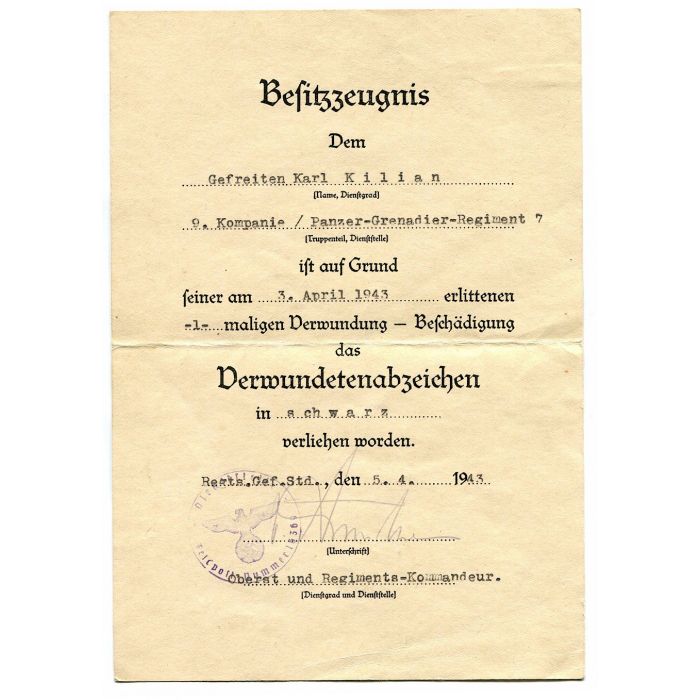 Besitzzeugnis
Dem
Gefreiten Karl K i l i a n
(Name, Dienstgrad)
9. Kompanie / Panzer-Grenadier-Regiment 7
(Truppenteil, Dienststelle)
ist auf Grund
seiner am 3. April 1943 erlittenen
-1- maligen Verwundung – Beschädigung
das
Verwundetenabzeichen
in s c h w a r z
verliehen worden.
Regts.Gef.Std., den 5. 4. 1943
(Unterschrift)
Oberst und Regiments-Kommandeur.
(Dienstgrad und Dienststelle)